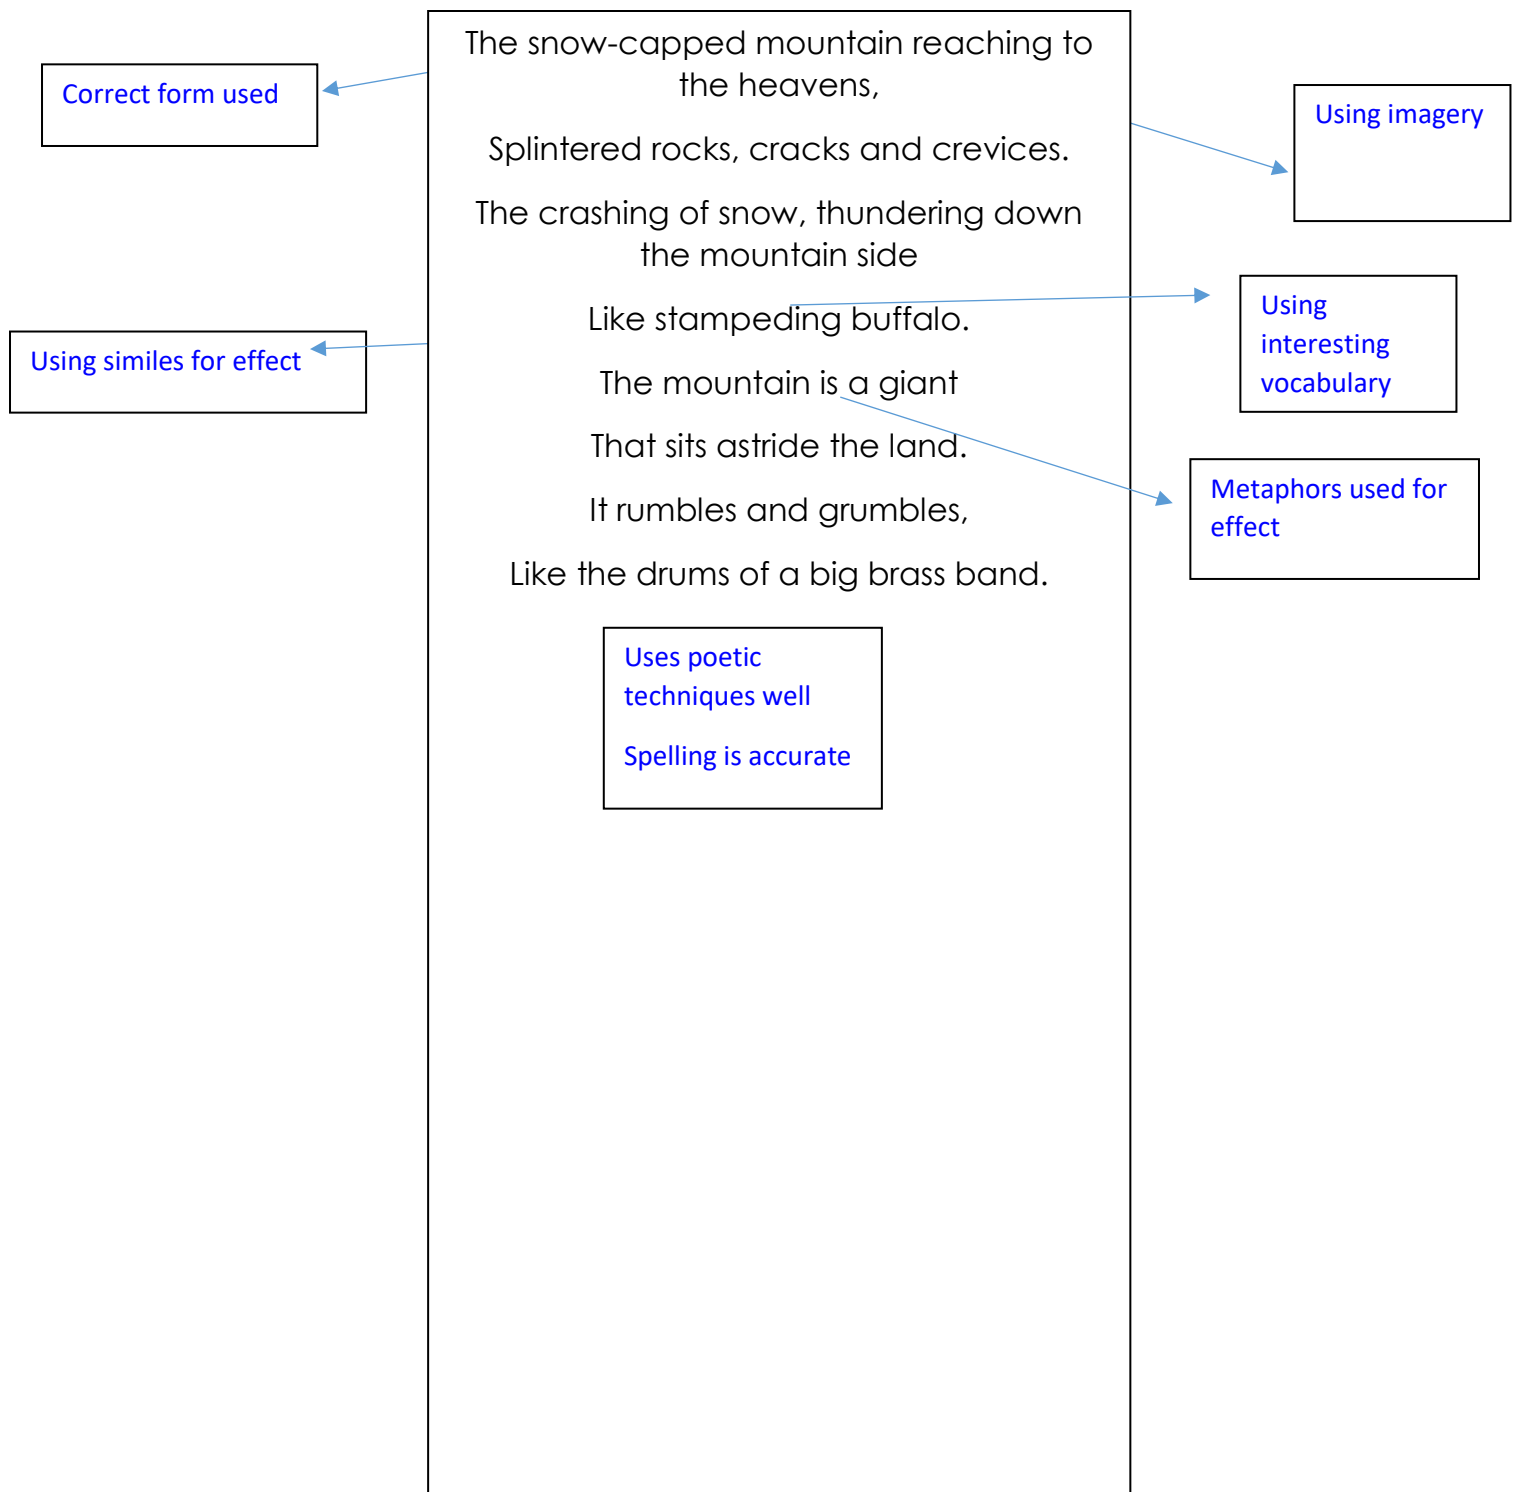 The snow-capped mountain reaching to
the heavens,
Splintered rocks, cracks and crevices.
The crashing of snow, thundering down
the mountain side
Like stampeding buffalo.
The mountain is a giant
That sits astride the land.
It rumbles and grumbles,
Like the drums of a big brass band.
Correct form used
Using similes for effect
Using imagery
Using
interesting
vocabulary
Metaphors used for
effect
Uses poetic
techniques well
Spelling is accurate